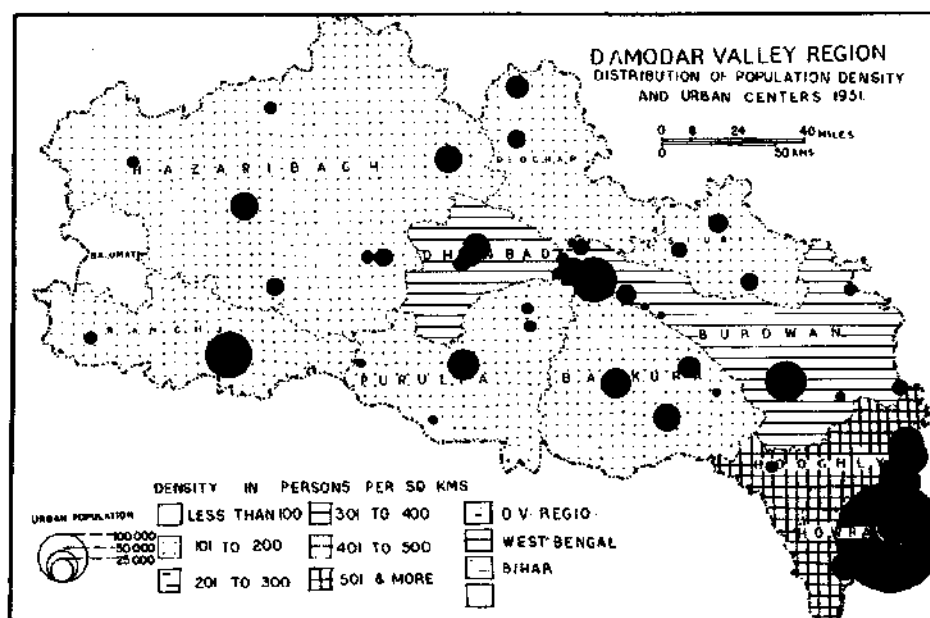 DAMODAR VALLEY REGION
DISTRIBUTION OF POPULATION DENSITY
AND URBAN CENTERS 1951.
0 8 24 40 MILES
0 50 KMS
DEOGHAR
HAZARIBAGH
SURI
DHANBAD
RANCHI
BURDWAN
PURULIA
BANKURA
HOOGHLY
HOWRAH
DENSITY IN PERSONS PER SQ KMS
URBAN POPULATION
100 000
50 000
25 000
LESS THAN 100
301 TO 400
D V REGIO
101 TO 200
401 TO 500
WEST BENGAL
201 TO 300
501 & MORE
BIHAR